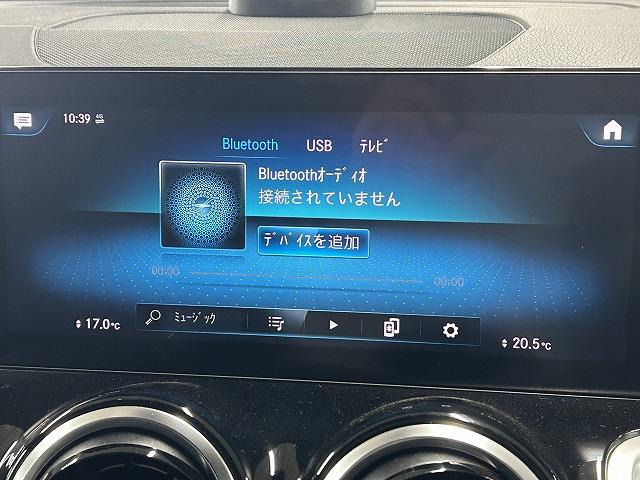 10:39 4G
Bluetooth USB ﾃﾚﾋﾞ
Bluetoothｵｰﾃﾞｨｵ
接続されていません
ﾃﾞﾊﾞｲｽを追加
00:00 00:00
ﾐｭｰｼﾞｯｸ
17.0℃ 20.5℃